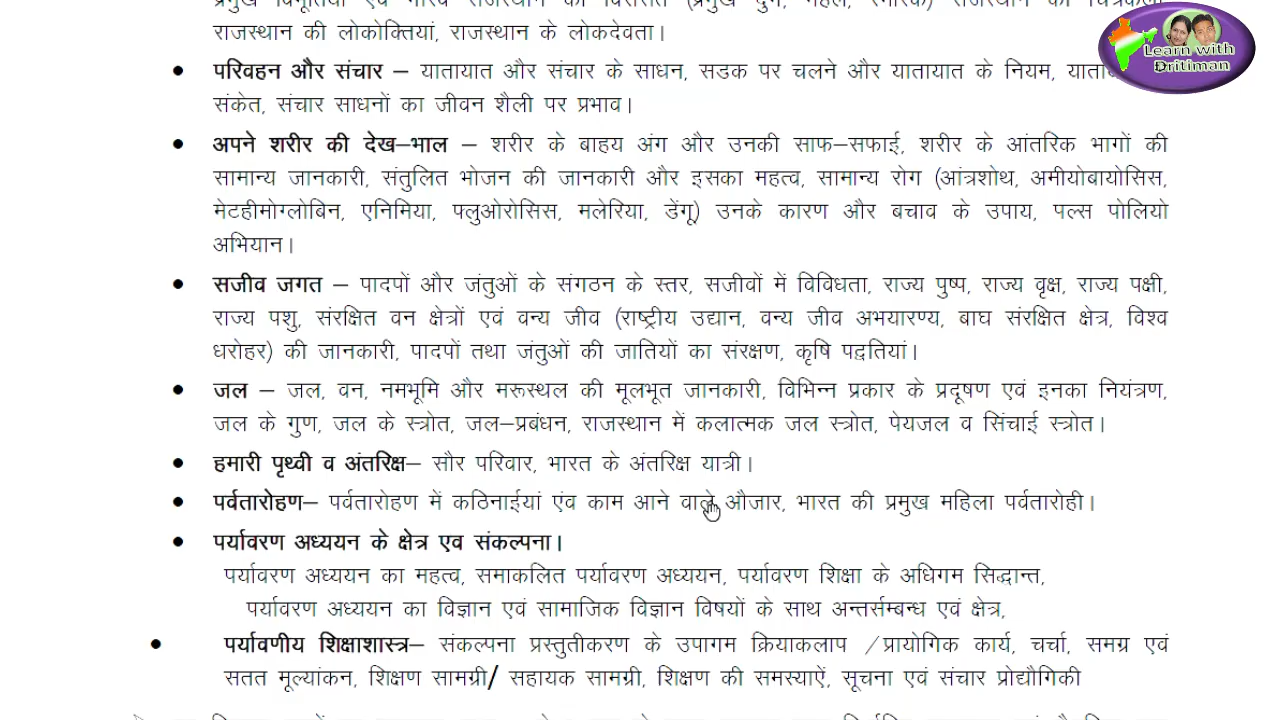 राजस्थान की लोकोक्तियां, राजस्थान के लोकदेवता।
Learn with
Dritiman
• परिवहन और संचार – यातायात और संचार के साधन, सडक पर चलने और यातायात के नियम,
संकेत, संचार साधनों का जीवन शैली पर प्रभाव।
• अपने शरीर की देख–भाल – शरीर के बाहय अंग और उनकी साफ–सफाई, शरीर के आंतरिक भागों की
सामान्य जानकारी, संतुलित भोजन की जानकारी और इसका महत्व, सामान्य रोग (आंत्रशोथ, अमीयोबायोसिस,
मेटहीमोग्लोबिन, एनिमिया, फ्लुओरोसिस, मलेरिया, डेंगू) उनके कारण और बचाव के उपाय, पल्स पोलियो
अभियान।
• सजीव जगत – पादपों और जंतुओं के संगठन के स्तर, सजीवों में विविधता, राज्य पुष्प, राज्य वृक्ष, राज्य पक्षी,
राज्य पशु, संरक्षित वन क्षेत्रों एवं वन्य जीव (राष्ट्रीय उद्यान, वन्य जीव अभयारण्य, बाघ संरक्षित क्षेत्र, विश्व
धरोहर) की जानकारी, पादपों तथा जंतुओं की जातियों का संरक्षण, कृषि पद्वतियां।
• जल – जल, वन, नमभूमि और मरूस्थल की मूलभूत जानकारी, विभिन्न प्रकार के प्रदूषण एवं इनका नियंत्रण,
जल के गुण, जल के स्त्रोत, जल–प्रबंधन, राजस्थान में कलात्मक जल स्त्रोत, पेयजल व सिंचाई स्त्रोत।
• हमारी पृथ्वी व अंतरिक्ष– सौर परिवार, भारत के अंतरिक्ष यात्री।
• पर्वतारोहण– पर्वतारोहण में कठिनाईयां एंव काम आने वाले औजार, भारत की प्रमुख महिला पर्वतारोही।
• पर्यावरण अध्ययन के क्षेत्र एव संकल्पना।
पर्यावरण अध्ययन का महत्व, समाकलित पर्यावरण अध्ययन, पर्यावरण शिक्षा के अधिगम सिद्धान्त,
पर्यावरण अध्ययन का विज्ञान एवं सामाजिक विज्ञान विषयों के साथ अन्तर्सम्बन्ध एवं क्षेत्र,
• पर्यावणीय शिक्षाशास्त्र– संकल्पना प्रस्तुतीकरण के उपागम क्रियाकलाप / प्रायोगिक कार्य, चर्चा, समग्र एवं
सतत मूल्यांकन, शिक्षण सामग्री/ सहायक सामग्री, शिक्षण की समस्याऐं, सूचना एवं संचार प्रोद्यौगिकी